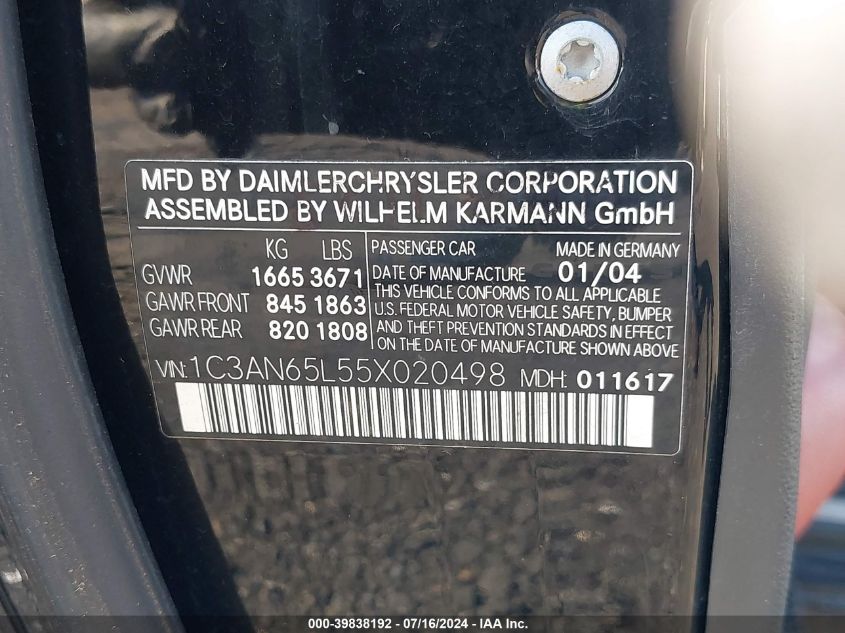 MFD BY DAIMLERCHRYSLER CORPORATION
ASSEMBLED BY WILHELM KARMANN GmbH
KG LBS
GVWR 1665 3671
GAWR FRONT 845 1863
GAWR REAR 820 1808
PASSENGER CAR MADE IN GERMANY
DATE OF MANUFACTURE 01/04
THIS VEHICLE CONFORMS TO ALL APPLICABLE
U.S. FEDERAL MOTOR VEHICLE SAFETY, BUMPER
AND THEFT PREVENTION STANDARDS IN EFFECT
ON THE DATE OF MANUFACTURE SHOWN ABOVE
VIN: 1C3AN65L55X020498 MDH: 011617
000-39838192 - 07/16/2024 - IAAI.com